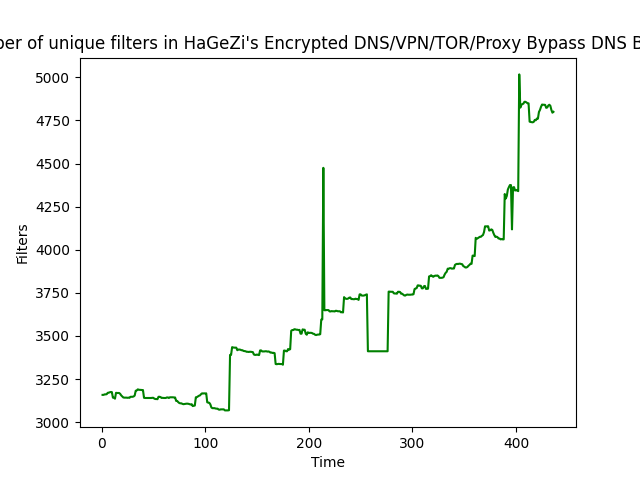 ber of unique filters in HaGeZi's Encrypted DNS/VPN/TOR/Proxy Bypass DNS B
5000
4750
4500
4250
4000
3750
3500
3250
3000
Filters
0 100 200 300 400
Time